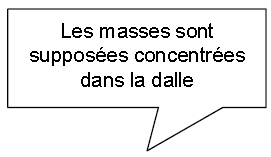 Les masses sont
supposées concentrées
dans la dalle